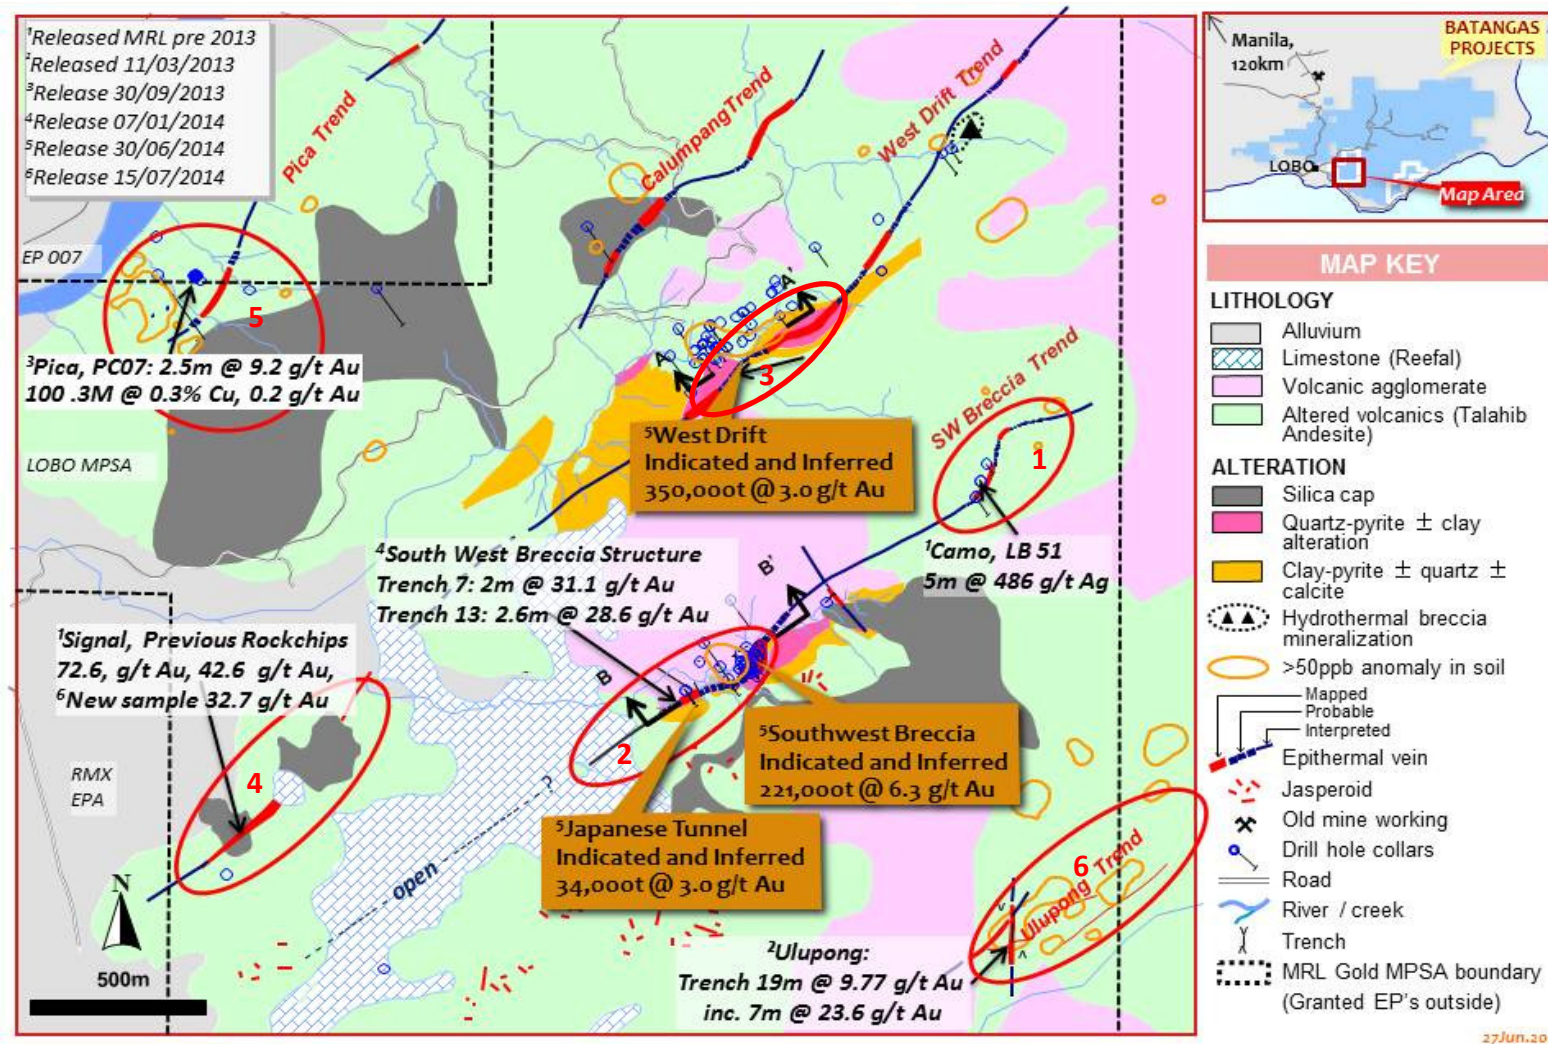 ¹Released MRL pre 2013
²Released 11/03/2013
³Release 30/09/2013
⁴Release 07/01/2014
⁵Release 30/06/2014
⁶Release 15/07/2014
Pica Trend
Calumpang Trend
West Drift Trend
EP 007
5
³Pica, PC07: 2.5m @ 9.2 g/t Au
100 .3M @ 0.3% Cu, 0.2 g/t Au
A
A'
3
SW Breccia Trend
LOBO MPSA
⁵West Drift
Indicated and Inferred
350,000t @ 3.0 g/t Au
1
¹Camo, LB 51
5m @ 486 g/t Ag
⁴South West Breccia Structure
Trench 7: 2m @ 31.1 g/t Au
Trench 13: 2.6m @ 28.6 g/t Au
B'
B
¹Signal, Previous Rockchips
72.6, g/t Au, 42.6 g/t Au,
⁶New sample 32.7 g/t Au
2
⁵Southwest Breccia
Indicated and Inferred
221,000t @ 6.3 g/t Au
RMX
EPA
4
?
open
⁵Japanese Tunnel
Indicated and Inferred
34,000t @ 3.0 g/t Au
6
Ulupong Trend
v
^
²Ulupong:
Trench 19m @ 9.77 g/t Au
inc. 7m @ 23.6 g/t Au
N
500m
Manila,
120km
BATANGAS
PROJECTS
LOBO
Map Area
MAP KEY
LITHOLOGY
Alluvium
Limestone (Reefal)
Volcanic agglomerate
Altered volcanics (Talahib
Andesite)
ALTERATION
Silica cap
Quartz-pyrite ± clay
alteration
Clay-pyrite ± quartz ±
calcite
Hydrothermal breccia
mineralization
>50ppb anomaly in soil
Mapped
Probable
Interpreted
Epithermal vein
Jasperoid
Old mine working
Drill hole collars
Road
River / creek
Trench
MRL Gold MPSA boundary
(Granted EP's outside)
27Jun.20